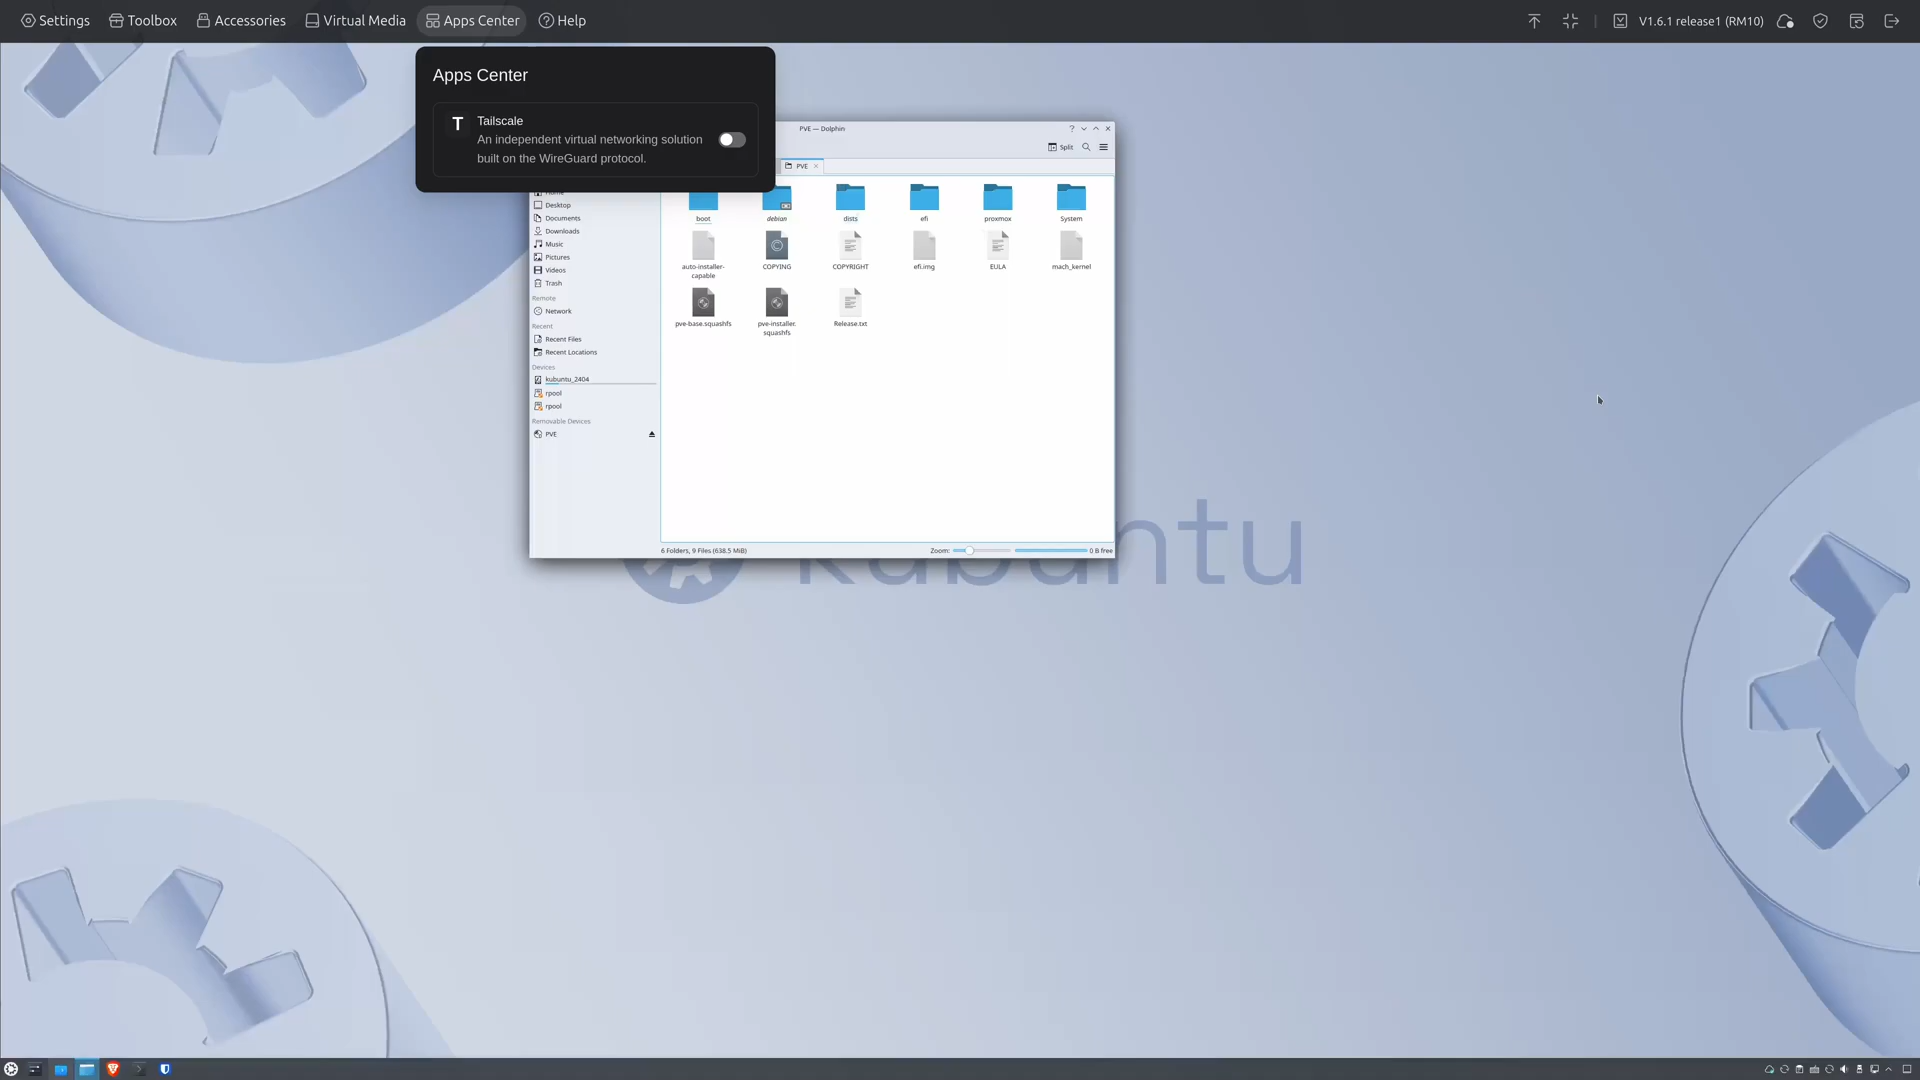 Settings
Toolbox
Accessories
Virtual Media
Apps Center
Help
V1.6.1 release1 (RM10)
Apps Center
T
Tailscale
An independent virtual networking solution
built on the WireGuard protocol.
PVE — Dolphin
Split
PVE
Home
Desktop
Documents
Downloads
Music
Pictures
Videos
Trash
Remote
Network
Recent
Recent Files
Recent Locations
Devices
kubuntu_2404
rpool
rpool
Removable Devices
PVE
boot
debian
dists
efi
proxmox
System
auto-installer-
capable
COPYING
COPYRIGHT
efi.img
EULA
mach_kernel
pve-base.squashfs
pve-installer.
squashfs
Release.txt
6 Folders, 9 Files (638.5 MiB)
Zoom:
0 B free
kubuntu